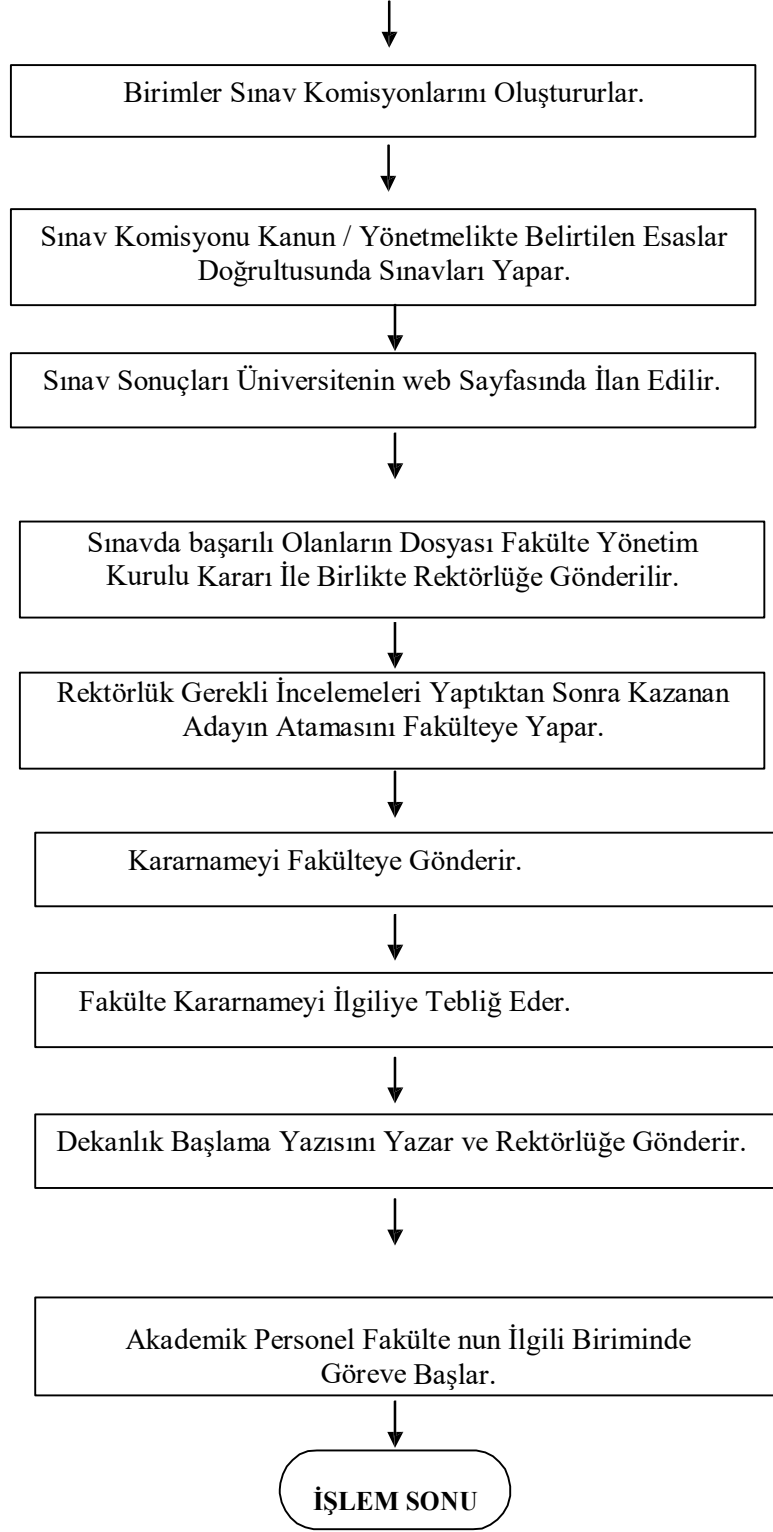 Birimler Sınav Komisyonlarını Oluştururlar.
Sınav Komisyonu Kanun / Yönetmelikte Belirtilen Esaslar
Doğrultusunda Sınavları Yapar.
Sınav Sonuçları Üniversitenin web Sayfasında İlan Edilir.
Sınavda başarılı Olanların Dosyası Fakülte Yönetim
Kurulu Kararı İle Birlikte Rektörlüğe Gönderilir.
Rektörlük Gerekli İncelemeleri Yaptıktan Sonra Kazanan
Adayın Atamasını Fakülteye Yapar.
Kararnameyi Fakülteye Gönderir.
Fakülte Kararnameyi İlgiliye Tebliğ Eder.
Dekanlık Başlama Yazısını Yazar ve Rektörlüğe Gönderir.
Akademik Personel Fakülte nun İlgili Biriminde
Göreve Başlar.
İŞLEM SONU